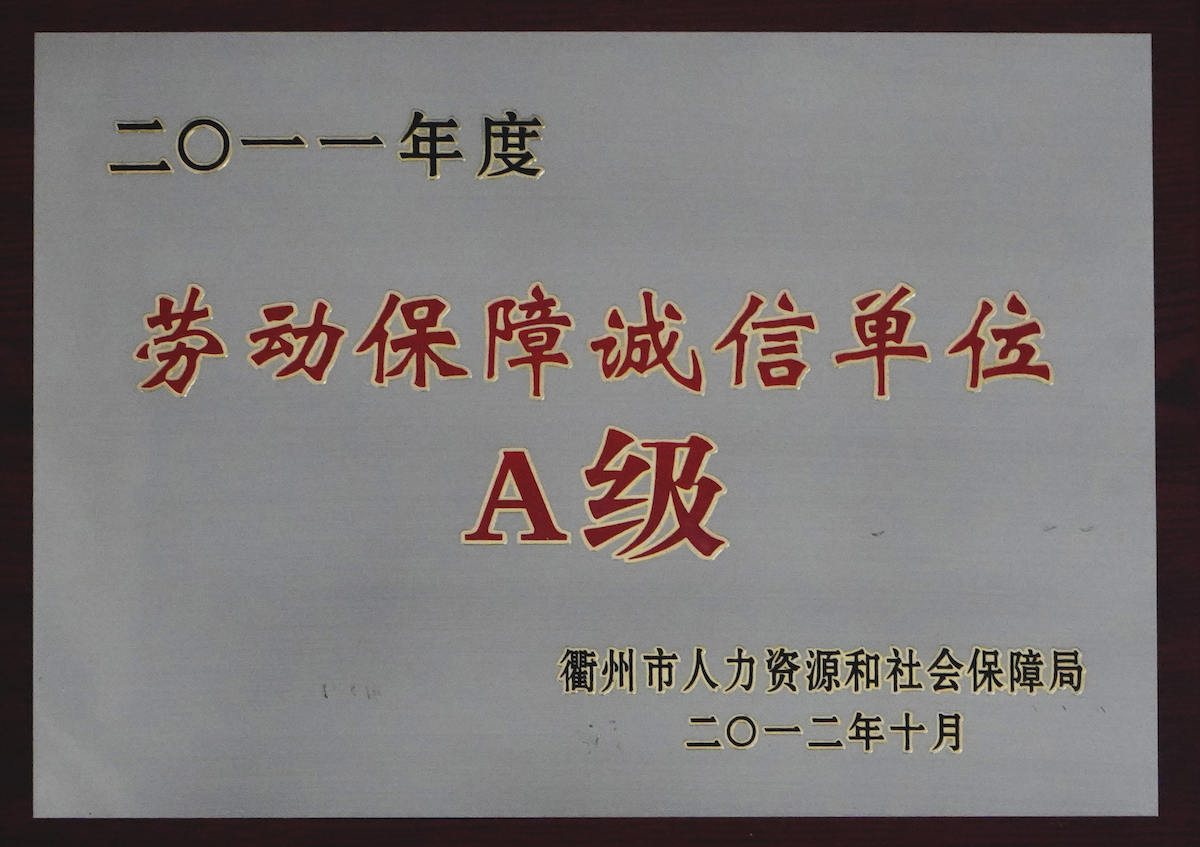 二〇一一年度
劳动保障诚信单位
A级
衢州市人力资源和社会保障局
二〇一二年十月